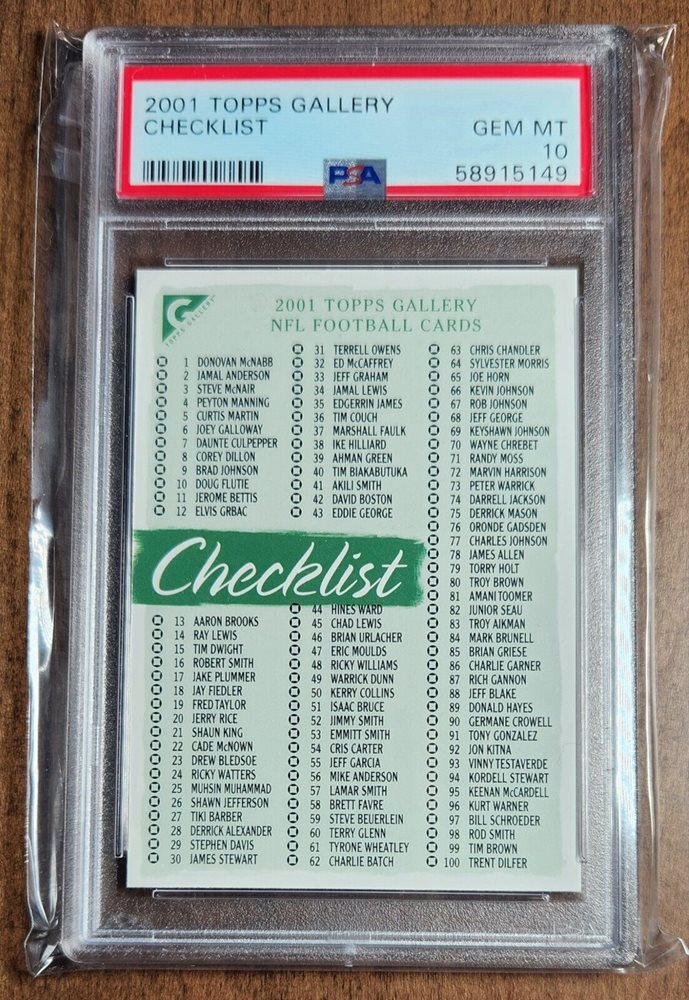 2001 TOPPS GALLERY
CHECKLIST
GEM MT
10
PSA
58915149
G
TOPPS GALLERY
2001 TOPPS GALLERY
NFL FOOTBALL CARDS
1 DONOVAN McNABB
2 JAMAL ANDERSON
3 STEVE McNAIR
4 PEYTON MANNING
5 CURTIS MARTIN
6 JOEY GALLOWAY
7 DAUNTE CULPEPPER
8 COREY DILLON
9 BRAD JOHNSON
10 DOUG FLUTIE
11 JEROME BETTIS
12 ELVIS GRBAC
Checklist
13 AARON BROOKS
14 RAY LEWIS
15 TIM DWIGHT
16 ROBERT SMITH
17 JAKE PLUMMER
18 JAY FIEDLER
19 FRED TAYLOR
20 JERRY RICE
21 SHAUN KING
22 CADE McNOWN
23 DREW BLEDSOE
24 RICKY WATTERS
25 MUHSIN MUHAMMAD
26 SHAWN JEFFERSON
27 TIKI BARBER
28 DERRICK ALEXANDER
29 STEPHEN DAVIS
30 JAMES STEWART
31 TERRELL OWENS
32 ED McCAFFREY
33 JEFF GRAHAM
34 JAMAL LEWIS
35 EDGERRIN JAMES
36 TIM COUCH
37 MARSHALL FAULK
38 IKE HILLIARD
39 AHMAN GREEN
40 TIM BIAKABUTUKA
41 AKILI SMITH
42 DAVID BOSTON
43 EDDIE GEORGE
44 HINES WARD
45 CHAD LEWIS
46 BRIAN URLACHER
47 ERIC MOULDS
48 RICKY WILLIAMS
49 WARRICK DUNN
50 KERRY COLLINS
51 ISAAC BRUCE
52 JIMMY SMITH
53 EMMITT SMITH
54 CRIS CARTER
55 JEFF GARCIA
56 MIKE ANDERSON
57 LAMAR SMITH
58 BRETT FAVRE
59 STEVE BEUERLEIN
60 TERRY GLENN
61 TYRONE WHEATLEY
62 CHARLIE BATCH
63 CHRIS CHANDLER
64 SYLVESTER MORRIS
65 JOE HORN
66 KEVIN JOHNSON
67 ROB JOHNSON
68 JEFF GEORGE
69 KEYSHAWN JOHNSON
70 WAYNE CHREBET
71 RANDY MOSS
72 MARVIN HARRISON
73 PETER WARRICK
74 DARRELL JACKSON
75 DERRICK MASON
76 ORONDE GADSDEN
77 CHARLES JOHNSON
78 JAMES ALLEN
79 TORRY HOLT
80 TROY BROWN
81 AMANI TOOMER
82 JUNIOR SEAU
83 TROY AIKMAN
84 MARK BRUNELL
85 BRIAN GRIESE
86 CHARLIE GARNER
87 RICH GANNON
88 JEFF BLAKE
89 DONALD HAYES
90 GERMANE CROWELL
91 TONY GONZALEZ
92 JON KITNA
93 VINNY TESTAVERDE
94 KORDELL STEWART
95 KEENAN McCARDELL
96 KURT WARNER
97 BILL SCHROEDER
98 ROD SMITH
99 TIM BROWN
100 TRENT DILFER